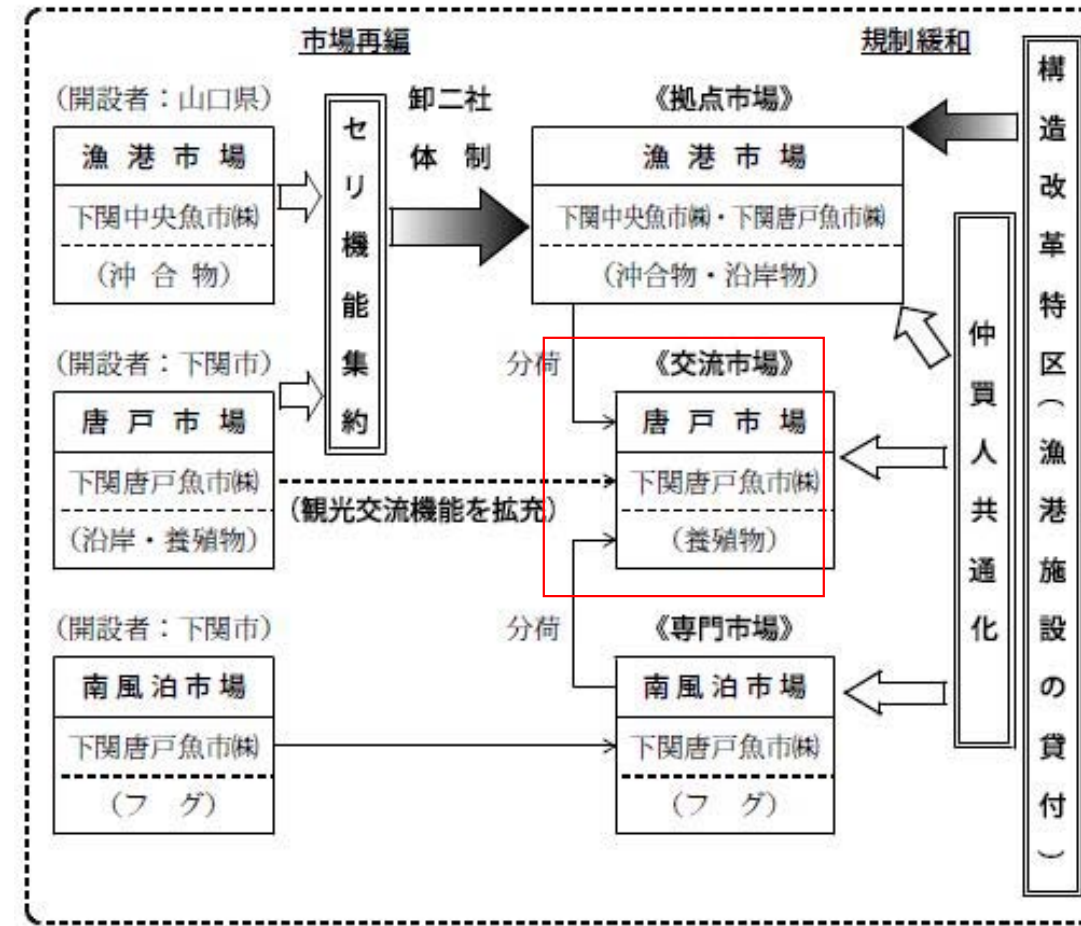 市場再編
規制緩和
(開設者：山口県)
漁港市場
下関中央魚市㈱
(沖合物)
(開設者：下関市)
唐戸市場
下関唐戸魚市㈱
(沿岸・養殖物)
(開設者：下関市)
南風泊市場
下関唐戸魚市㈱
(フグ)
セリ機能集約
卸二社
体制
(観光交流機能を拡充)
《拠点市場》
漁港市場
下関中央魚市㈱・下関唐戸魚市㈱
(沖合物・沿岸物)
分荷
《交流市場》
唐戸市場
下関唐戸魚市㈱
(養殖物)
分荷
《専門市場》
南風泊市場
下関唐戸魚市㈱
(フグ)
仲買人共通化
構造改革特区(漁港施設の貸付)